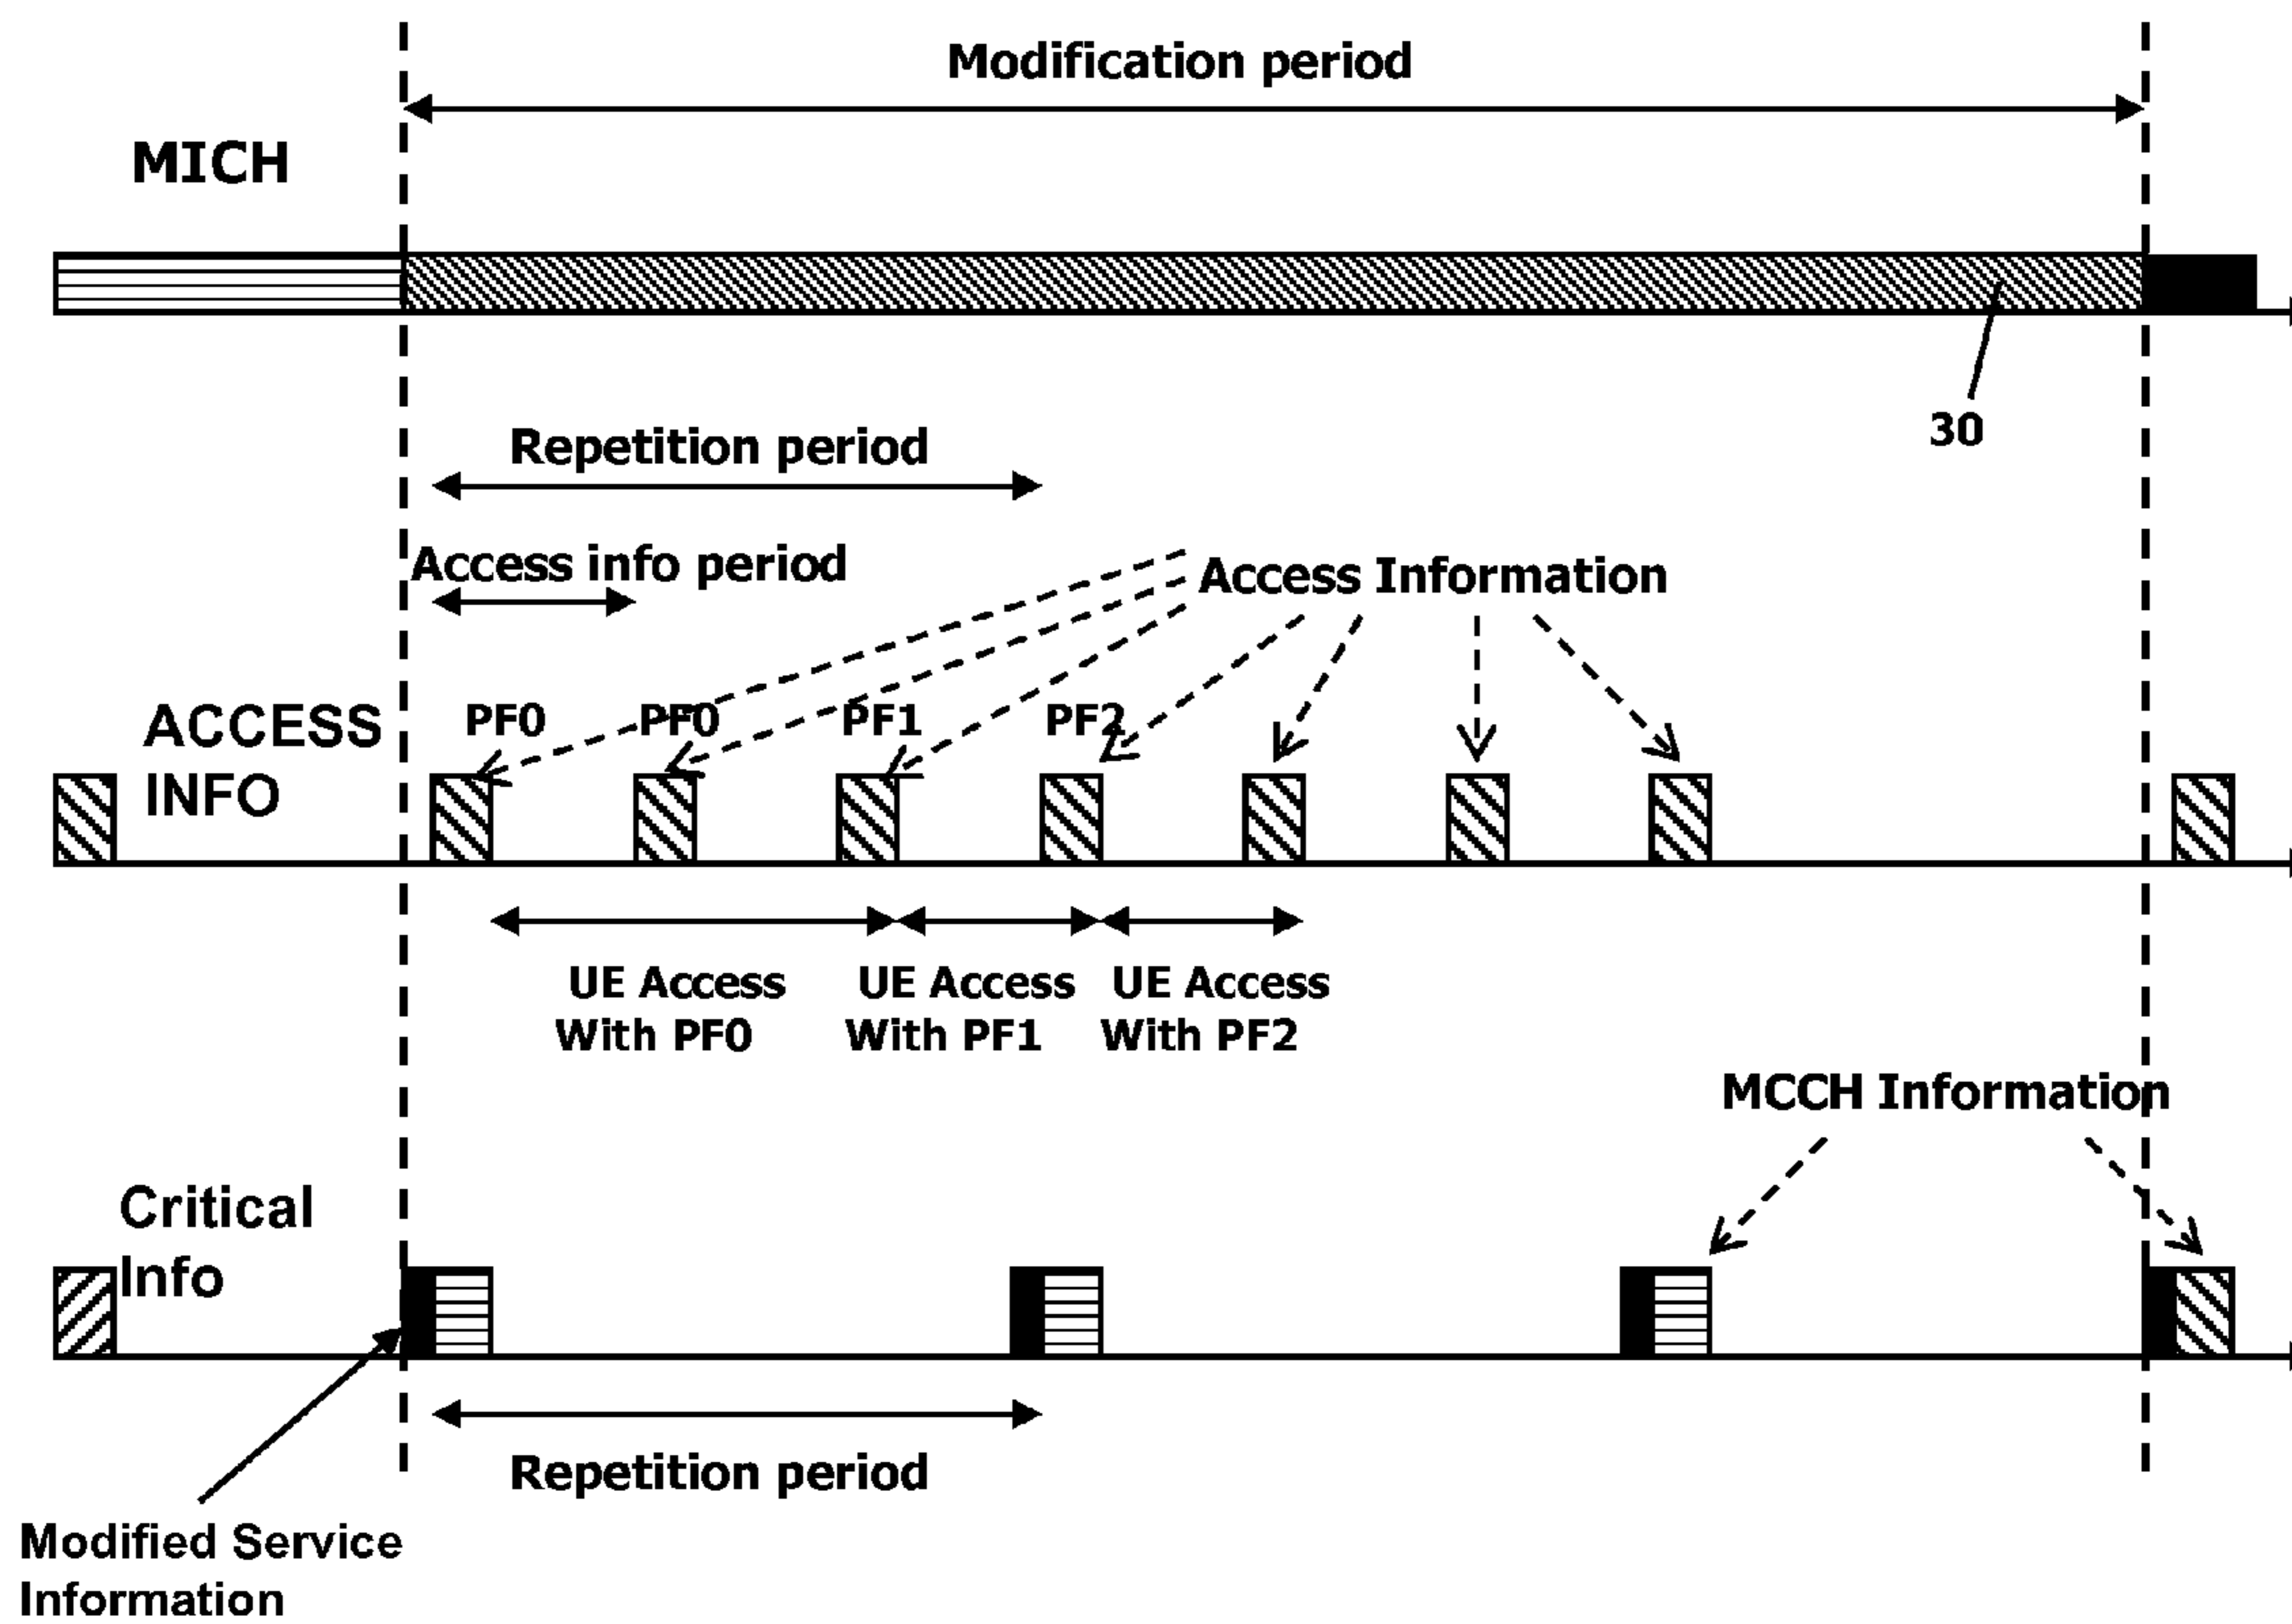 Modification period
MICH
30
Repetition period
Access info period
Access Information
ACCESS
INFO
PF0 PF0 PF1 PF2
UE Access
With PF0
UE Access
With PF1
UE Access
With PF2
MCCH Information
Critical
Info
Repetition period
Modified Service
Information